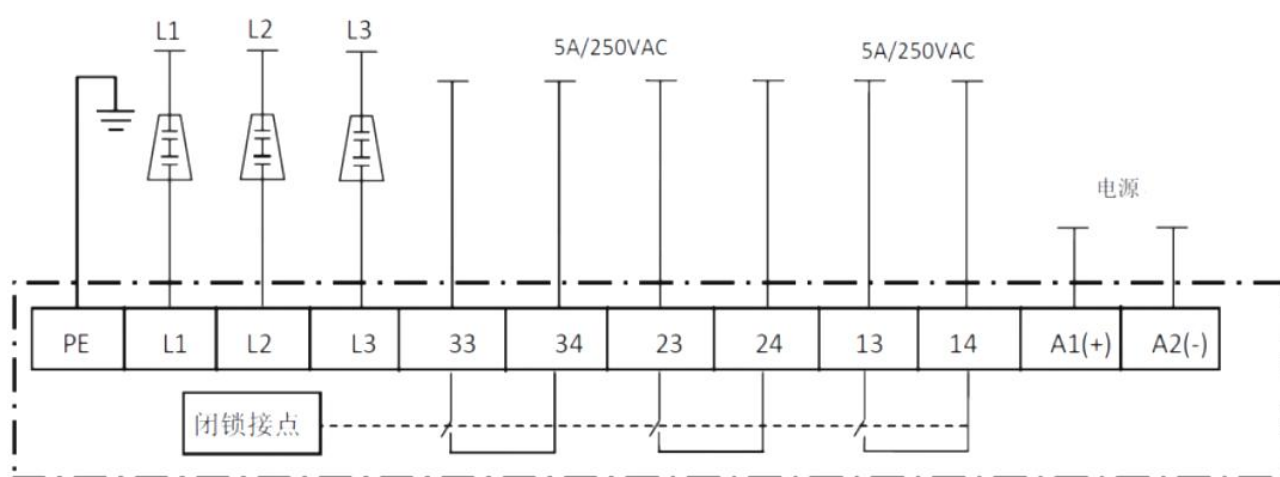 L1 L2 L3
5A/250VAC 5A/250VAC
电源
PE L1 L2 L3 33 34 23 24 13 14 A1(+) A2(-)
闭锁接点